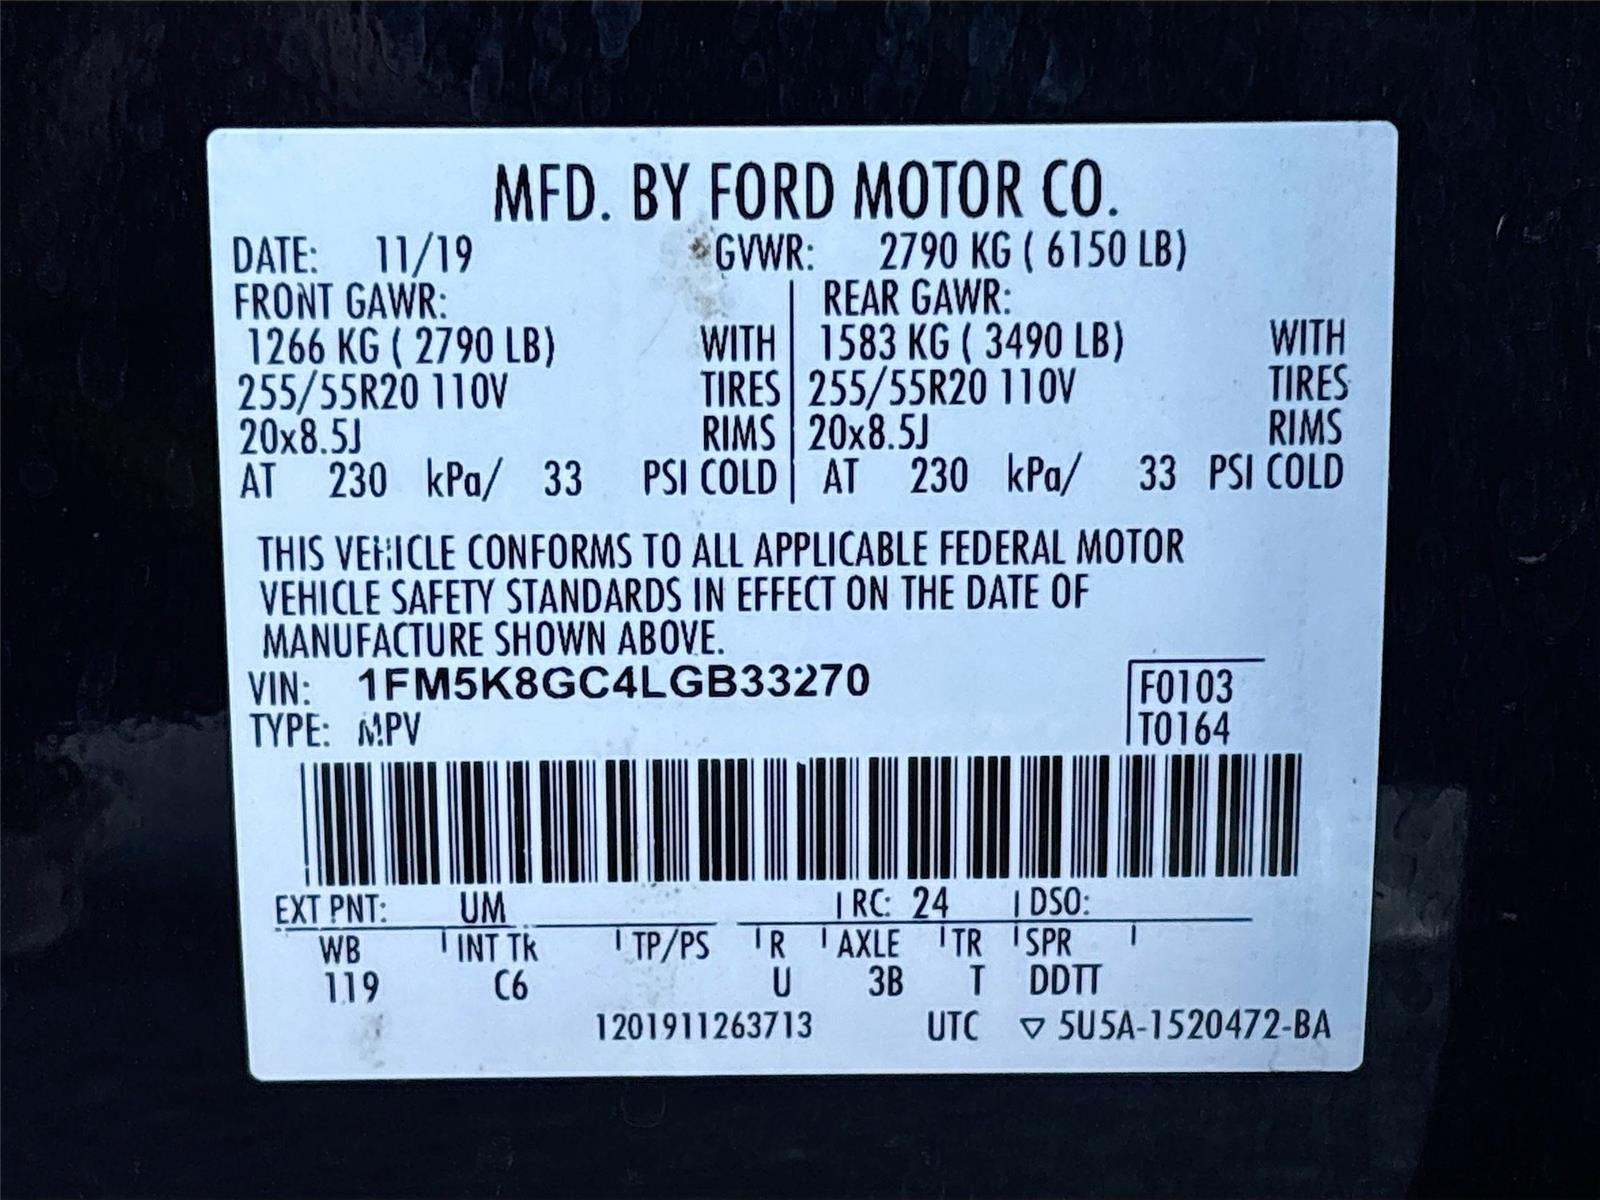 MFD. BY FORD MOTOR CO.
DATE: 11/19 GVWR: 2790 KG ( 6150 LB)
FRONT GAWR: REAR GAWR:
1266 KG ( 2790 LB) WITH 1583 KG ( 3490 LB) WITH
255/55R20 110V TIRES 255/55R20 110V TIRES
20x8.5J RIMS 20x8.5J RIMS
AT 230 kPa/ 33 PSI COLD AT 230 kPa/ 33 PSI COLD
THIS VEHICLE CONFORMS TO ALL APPLICABLE FEDERAL MOTOR
VEHICLE SAFETY STANDARDS IN EFFECT ON THE DATE OF
MANUFACTURE SHOWN ABOVE.
VIN: 1FM5K8GC4LGB33270 F0103
TYPE: MPV T0164
EXT PNT: UM RC: 24 DSO:
WB INT TR TP/PS R AXLE TR SPR
119 C6 U 3B T DDTT
1201911263713 UTC ▽ 5U5A-1520472-BA